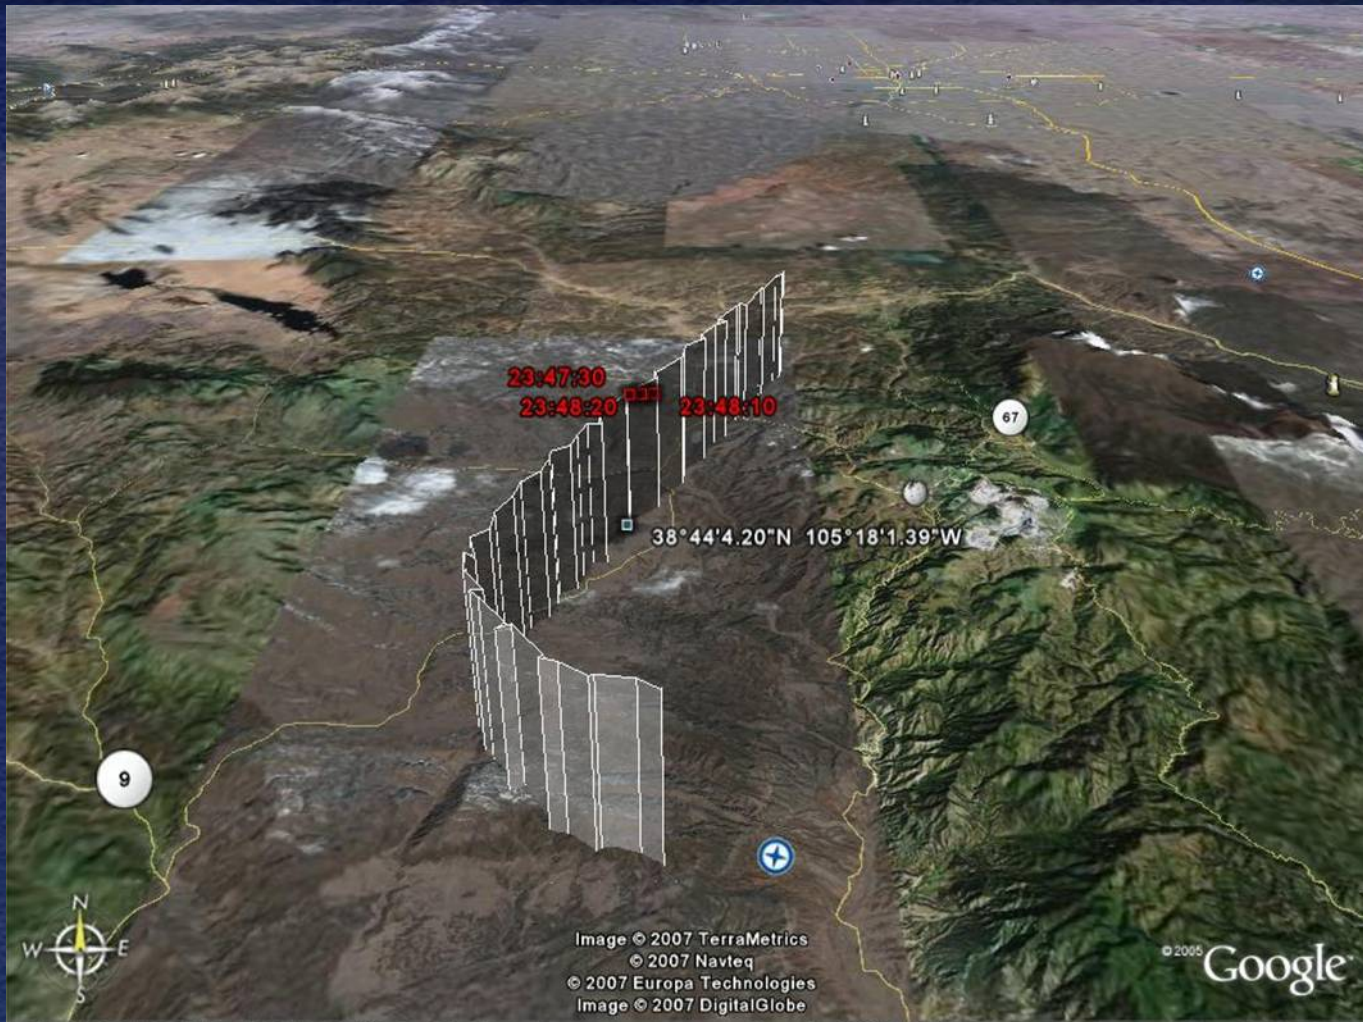 23:47:30
23:48:20
23:48:10
67
38°44'4.20"N 105°18'1.39"W
9
N
W
E
S
Image © 2007 TerraMetrics
© 2007 Navteq
© 2007 Europa Technologies
Image © 2007 DigitalGlobe
© 2005 Google